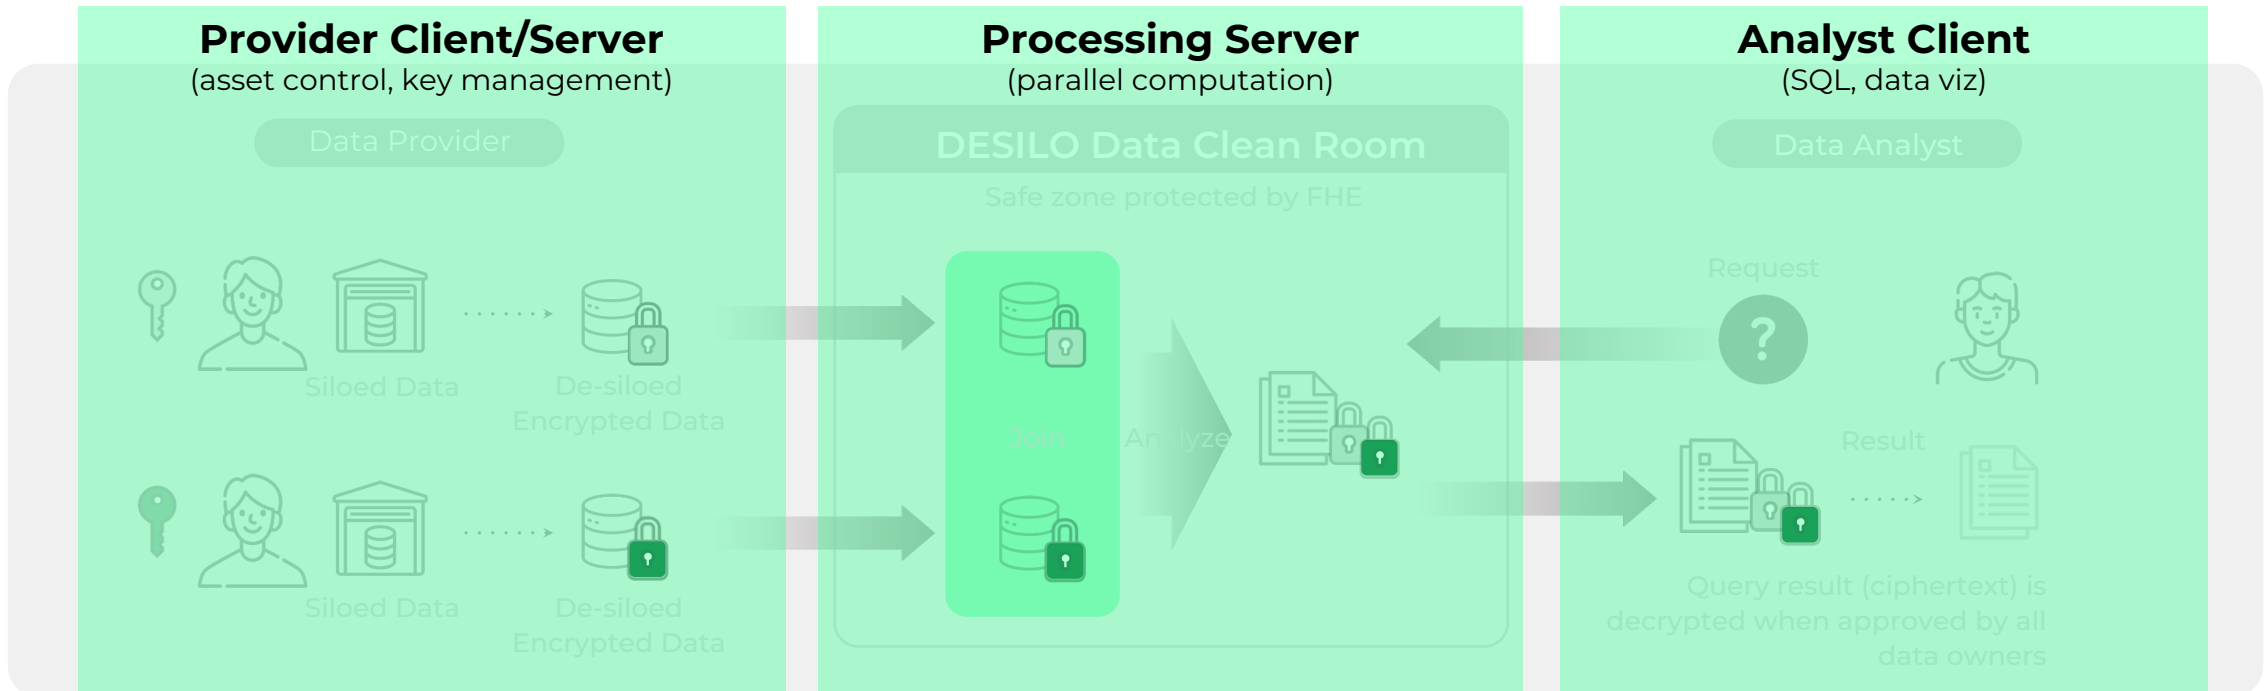 Provider Client/Server
(asset control, key management)
Data Provider
Siloed Data
De-siloed
Encrypted Data
Siloed Data
De-siloed
Encrypted Data
Processing Server
(parallel computation)
DESILO Data Clean Room
Safe zone protected by FHE
Join
Analyze
Analyst Client
(SQL, data viz)
Data Analyst
Request
?
Result
Query result (ciphertext) is
decrypted when approved by all
data owners